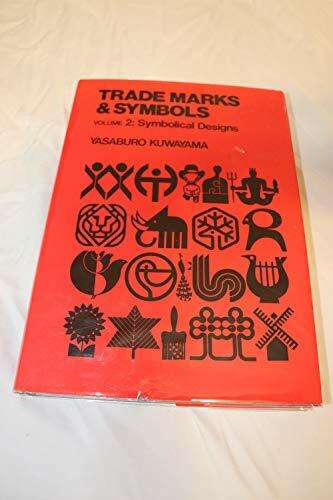 TRADE MARKS
& SYMBOLS
VOLUME 2: Symbolical Designs
YASABURO KUWAYAMA